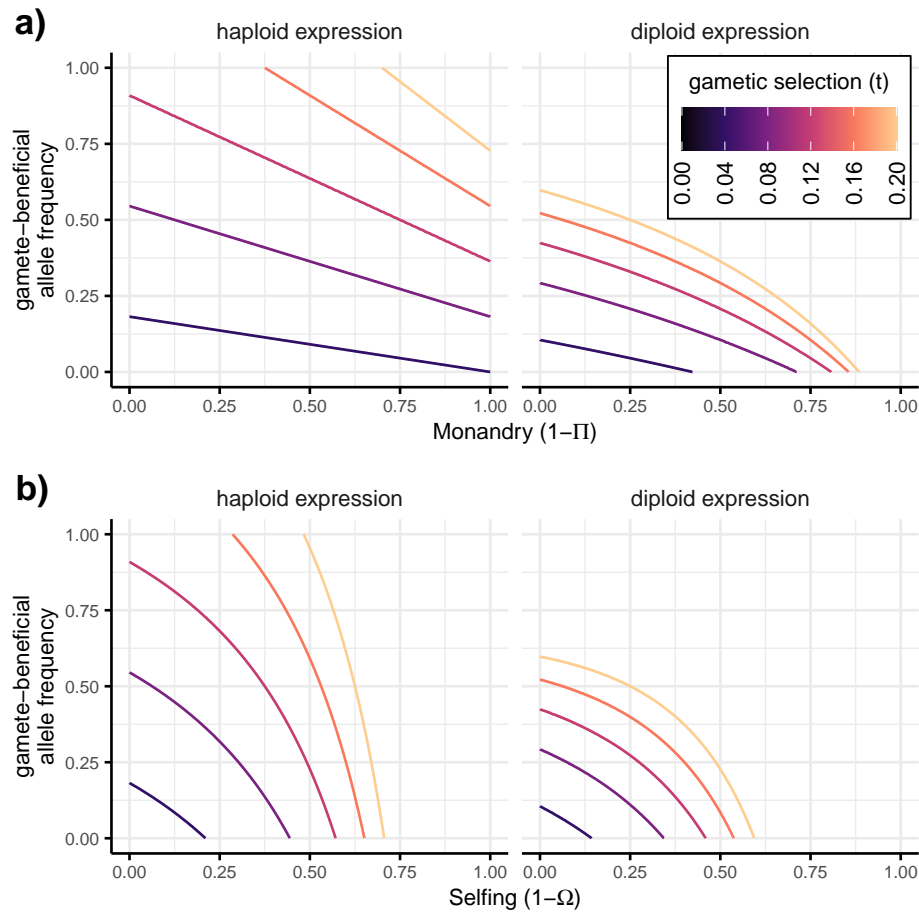 a)
haploid expression
diploid expression
gamete−beneficial
allele frequency
1.00
0.75
0.50
0.25
0.00
gametic selection (t)
0.00 0.04 0.08 0.12 0.16 0.20
0.00 0.25 0.50 0.75 1.00
0.00 0.25 0.50 0.75 1.00
Monandry (1−Π)
b)
haploid expression
diploid expression
gamete−beneficial
allele frequency
1.00
0.75
0.50
0.25
0.00
0.00 0.25 0.50 0.75 1.00
0.00 0.25 0.50 0.75 1.00
Selfing (1−Ω)